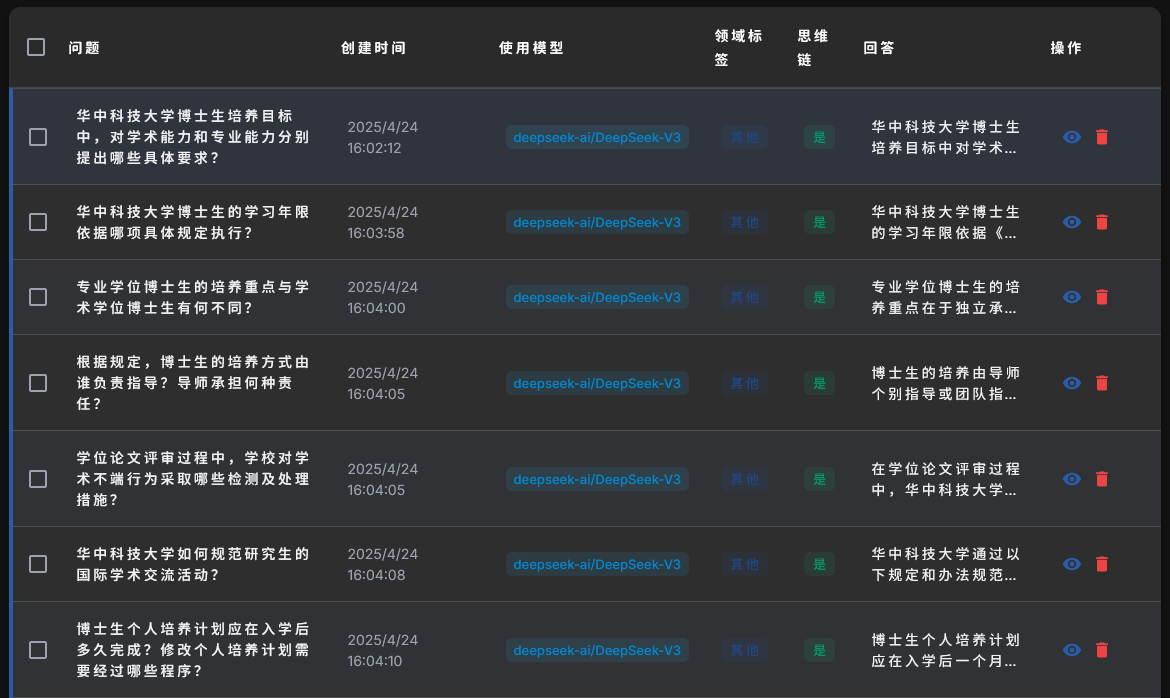 问题
创建时间
使用模型
领域标
签
思维
链
回答
操作
华中科技大学博士生培养目标
中，对学术能力和专业能力分别
提出哪些具体要求？
2025/4/24
16:02:12
deepseek-ai/DeepSeek-V3
其他
是
华中科技大学博士生
培养目标中对学术...
华中科技大学博士生的学习年限
依据哪项具体规定执行？
2025/4/24
16:03:58
deepseek-ai/DeepSeek-V3
其他
是
华中科技大学博士生
的学习年限依据《...
专业学位博士生的培养重点与学
术学位博士生有何不同？
2025/4/24
16:04:00
deepseek-ai/DeepSeek-V3
其他
是
专业学位博士生的培
养重点在于独立承...
根据规定，博士生的培养方式由
谁负责指导？导师承担何种责
任？
2025/4/24
16:04:05
deepseek-ai/DeepSeek-V3
其他
是
博士生的培养由导师
个别指导或团队指...
学位论文评审过程中，学校对学
术不端行为采取哪些检测及处理
措施？
2025/4/24
16:04:05
deepseek-ai/DeepSeek-V3
其他
是
在学位论文评审过程
中，华中科技大学...
华中科技大学如何规范研究生的
国际学术交流活动？
2025/4/24
16:04:08
deepseek-ai/DeepSeek-V3
其他
是
华中科技大学通过以
下规定和办法规范...
博士生个人培养计划应在入学后
多久完成？修改个人培养计划需
要经过哪些程序？
2025/4/24
16:04:10
deepseek-ai/DeepSeek-V3
其他
是
博士生个人培养计划
应在入学后一个月...